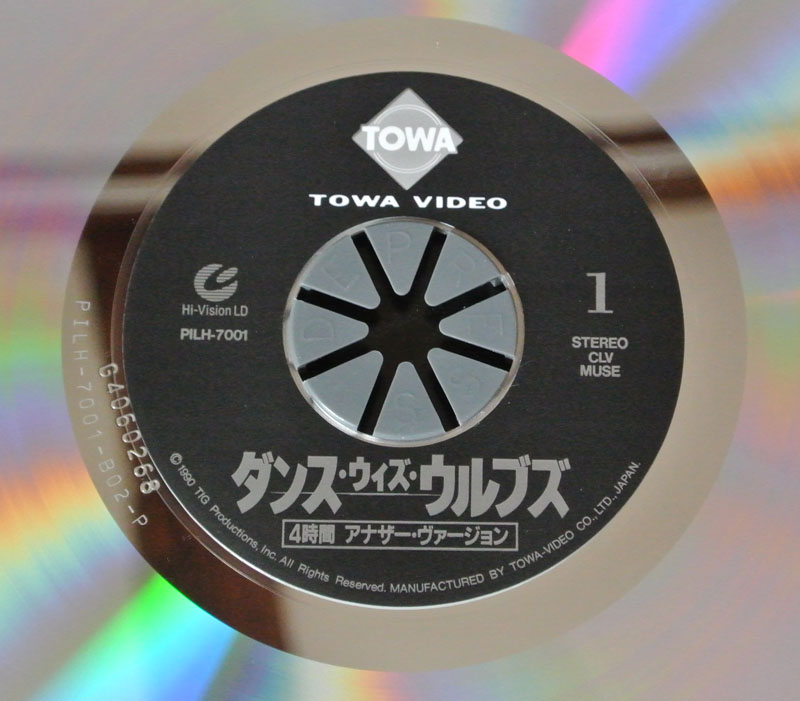 TOWA
TOWA VIDEO
Hi-Vision LD
PILH-7001
1
STEREO
CLV
MUSE
DEPRESS
ダンス・ウィズ・ウルブズ
4時間 アナザー・ヴァージョン
©1990 TIG Productions, Inc. All Rights Reserved. MANUFACTURED BY TOWA-VIDEO CO., LTD., JAPAN.
G4060268
PILH-7001-B02-P